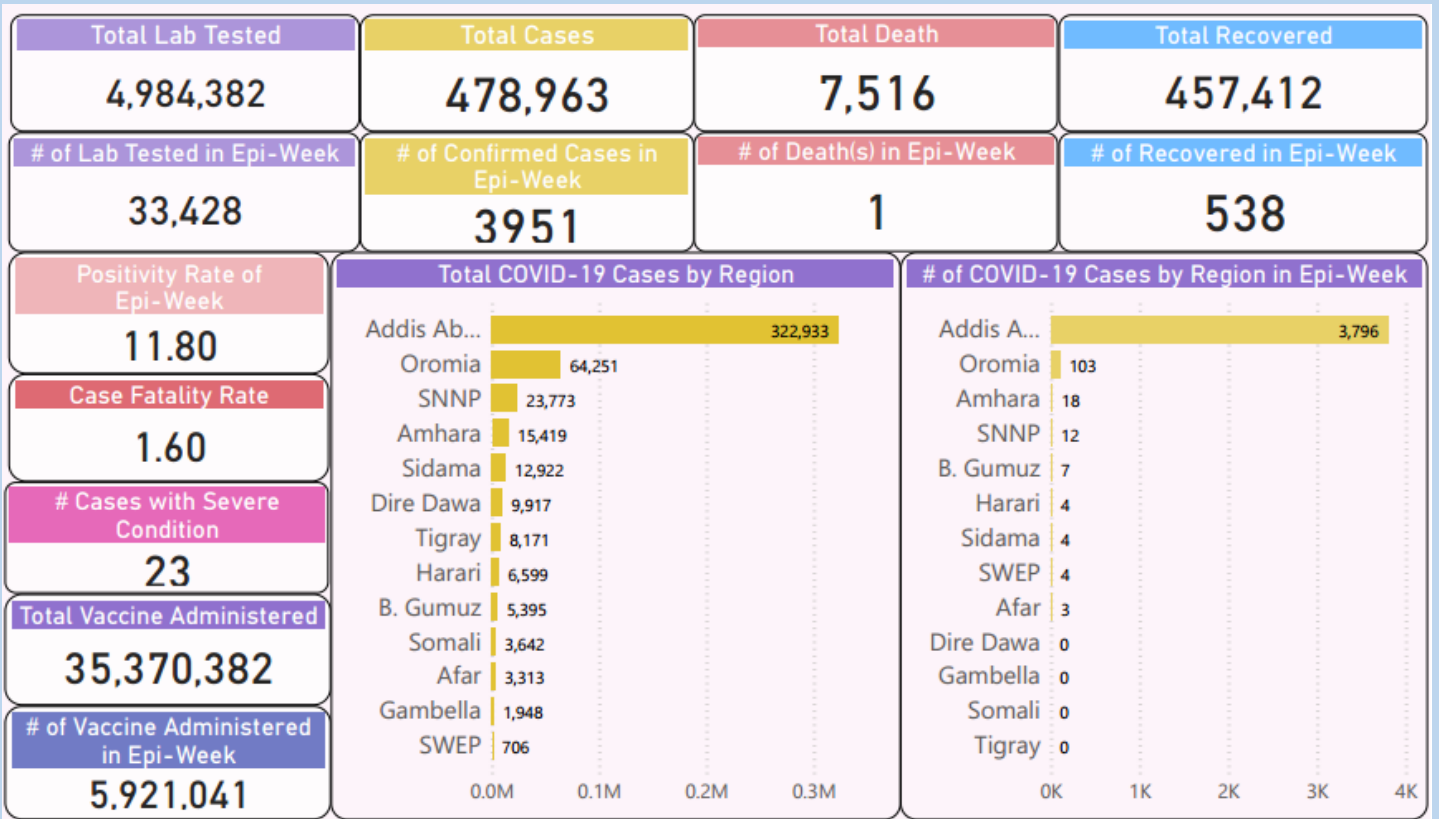 Total Lab Tested
4,984,382
Total Cases
478,963
Total Death
7,516
Total Recovered
457,412
# of Lab Tested in Epi-Week
33,428
# of Confirmed Cases in
Epi-Week
3951
# of Death(s) in Epi-Week
1
# of Recovered in Epi-Week
538
Positivity Rate of
Epi-Week
11.80
Case Fatality Rate
1.60
# Cases with Severe
Condition
23
Total Vaccine Administered
35,370,382
# of Vaccine Administered
in Epi-Week
5,921,041
Total COVID-19 Cases by Region
Addis Ab... 322,933
Oromia 64,251
SNNP 23,773
Amhara 15,419
Sidama 12,922
Dire Dawa 9,917
Tigray 8,171
Harari 6,599
B. Gumuz 5,395
Somali 3,642
Afar 3,313
Gambella 1,948
SWEP 706
0.0M 0.1M 0.2M 0.3M
# of COVID-19 Cases by Region in Epi-Week
Addis A... 3,796
Oromia 103
Amhara 18
SNNP 12
B. Gumuz 7
Harari 4
Sidama 4
SWEP 4
Afar 3
Dire Dawa 0
Gambella 0
Somali 0
Tigray 0
0K 1K 2K 3K 4K